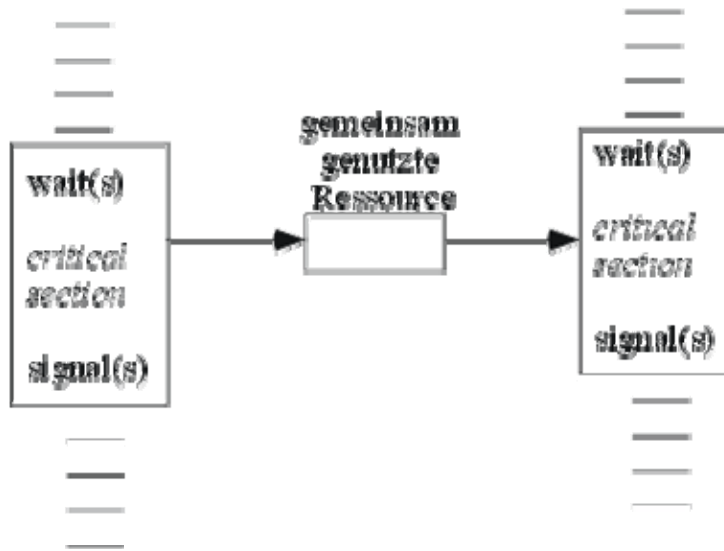 wait(s)
critical
section
signal(s)
gemeinsam
genutzte
Ressource
wait(s)
critical
section
signal(s)